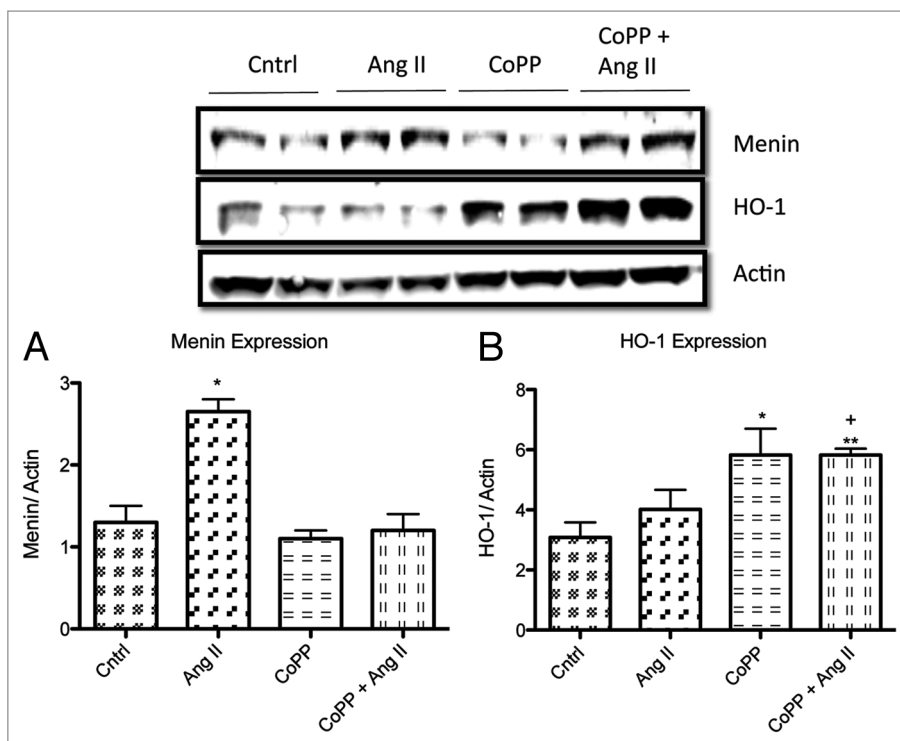 Cntrl Ang II CoPP CoPP +
Ang II
Menin
HO-1
Actin
A Menin Expression
*
3
2
1
0
Menin/ Actin
Cntrl
Ang II
CoPP
CoPP + Ang II
B HO-1 Expression
*
+
**
8
6
4
2
0
HO-1/ Actin
Cntrl
Ang II
CoPP
CoPP + Ang II